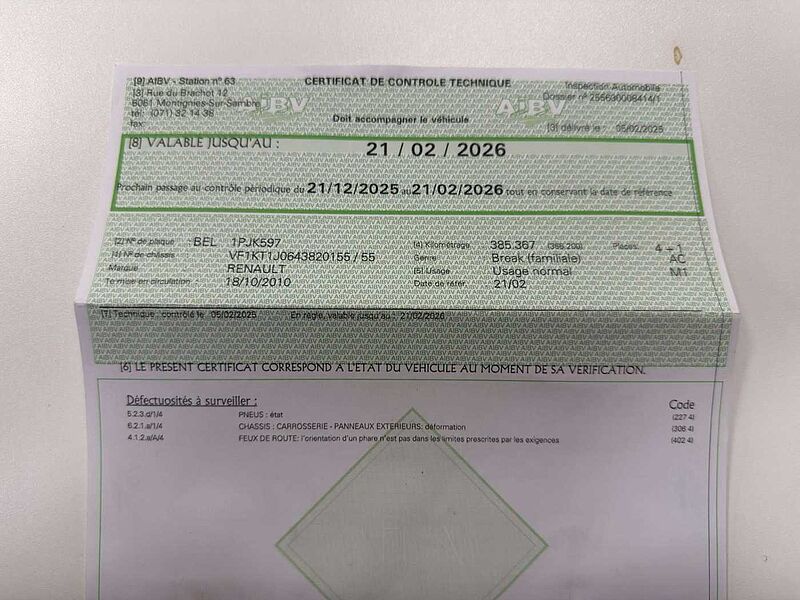 [9] AIBV - Station n° 63 CERTIFICAT DE CONTROLE TECHNIQUE Inspection Automobile
[3] Rue du Brachot 12 Dossier n° 255630008414/1
6061 Montignies-Sur-Sambre AiBV AiBV
tél: (071) 32 14 38 Doit accompagner le véhicule
fax: [3] délivré le : 05/02/2025
[8] VALABLE JUSQU'AU : 21 / 02 / 2026
Prochain passage au contrôle périodique du 21/12/2025 au 21/02/2026 tout en conservant la date de référence
[2] N° de plaque : BEL 1PJK597 [4] Kilométrage 385.367 (366.200) Places: 4 + 1
[1] N° de châssis VF1KT1J0643820155 / 55 Genre Break (familiale) AC
Marque RENAULT [5] Usage Usage normal M1
1e mise en circulation : 18/10/2010 Date de référ. 21/02
[7] Technique : contrôlé le 05/02/2025 En règle, valable jusqu'au : 21/02/2026
[6] LE PRESENT CERTIFICAT CORRESPOND A L'ETAT DU VEHICULE AU MOMENT DE SA VERIFICATION.
Défectuosités à surveiller : Code
5.2.3.d/1/4 PNEUS : état (227 4)
6.2.1.a/1/4 CHASSIS : CARROSSERIE - PANNEAUX EXTERIEURS: déformation (306 4)
4.1.2.a/A/4 FEUX DE ROUTE: l'orientation d'un phare n'est pas dans les limites prescrites par les exigences (402 4)